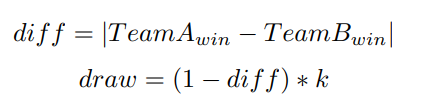 diff = |TeamA_win − TeamB_win|
draw = (1 − diff) ∗ k